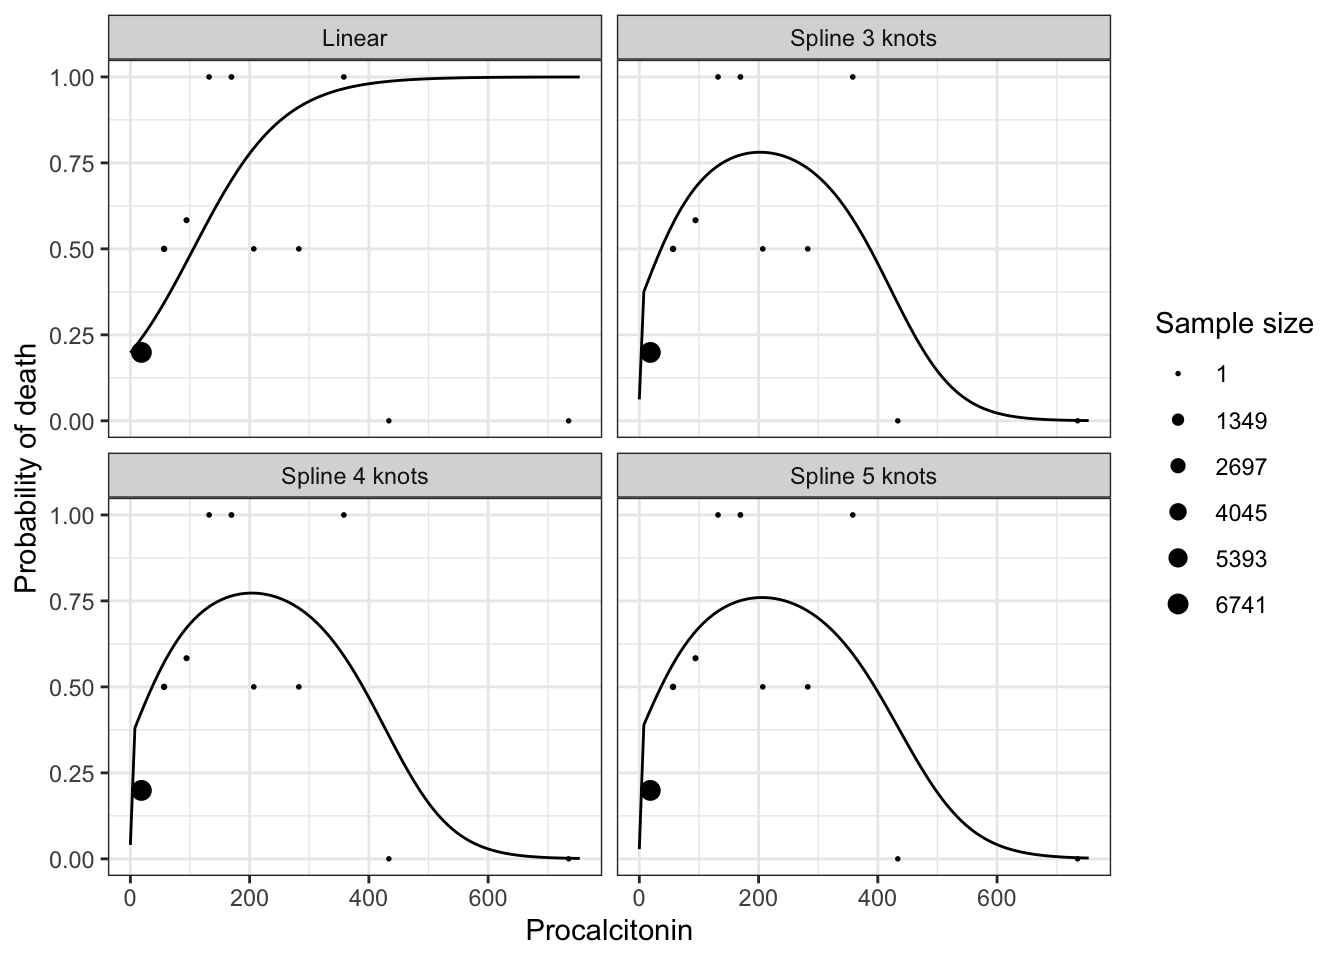 Linear
Spline 3 knots
1.00
0.75
0.50
0.25
0.00
Spline 4 knots
Spline 5 knots
1.00
0.75
0.50
0.25
0.00
0 200 400 600
0 200 400 600
Procalcitonin
Probability of death
Sample size
1
1349
2697
4045
5393
6741